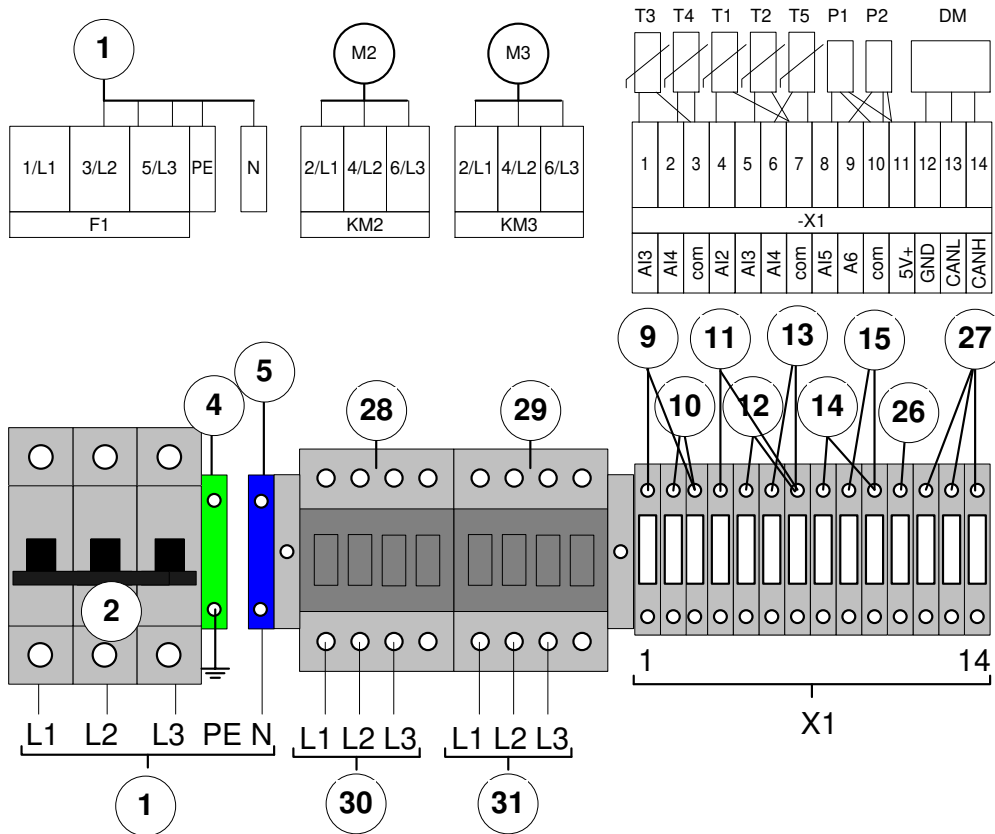 1
M2
M3
T3 T4 T1 T2 T5 P1 P2 DM
1/L1 3/L2 5/L3 PE N
F1
2/L1 4/L2 6/L3
KM2
2/L1 4/L2 6/L3
KM3
1 2 3 4 5 6 7 8 9 10 11 12 13 14
-X1
AI3 AI4 com AI2 AI3 AI4 com AI5 A6 com 5V+ GND CANL CANH
9 11 13 15 27
4 5 28 29 10 12 14 26
2
1 14
X1
L1 L2 L3 PE N
L1 L2 L3
L1 L2 L3
1 30 31